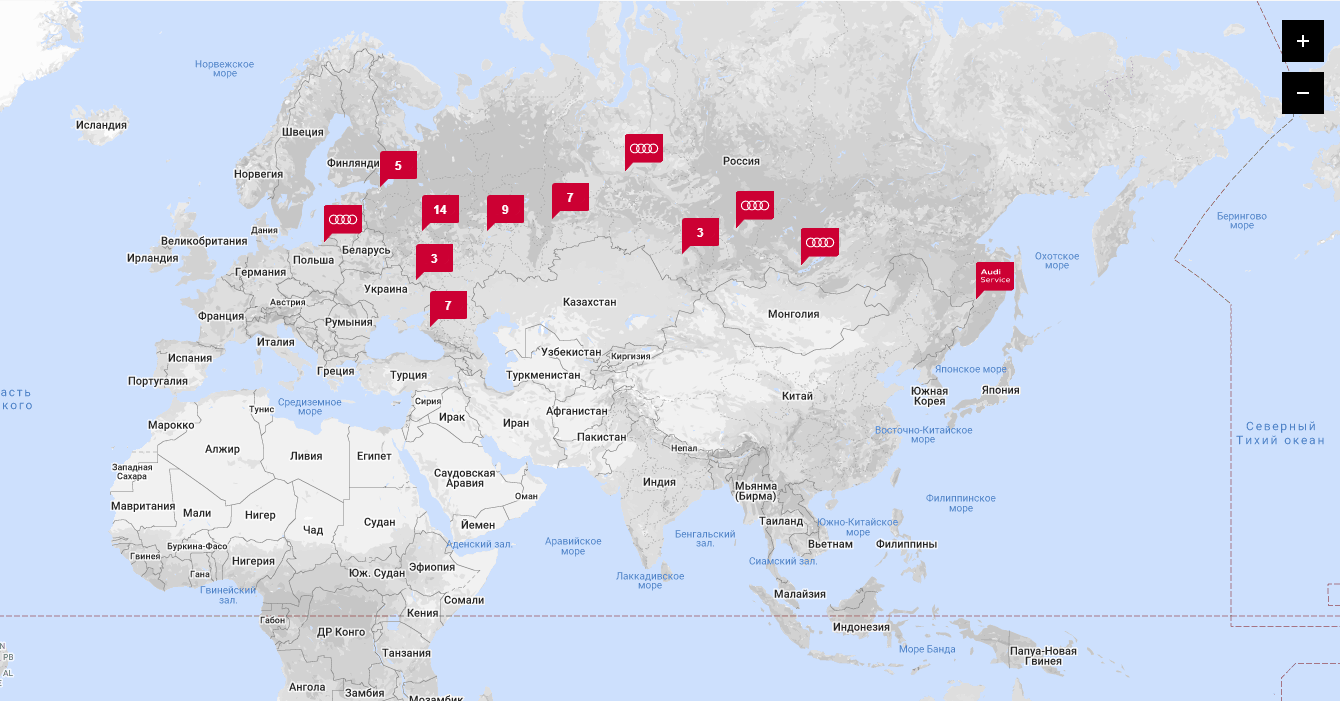 +
−
Норвежское
море
Исландия
Швеция
Финлянди
5
Россия
Норвегия
7
14
9
Берингово
море
Дания
3
Великобритания
Беларусь
Ирландия
Польша
3
Охотское
море
Германия
Audi
Service
Украина
Австрия
7
Казахстан
Франция
Румыния
Монголия
Италия
Испания
Узбекистан
Киргизия
Греция
Турция
Туркменистан
Японское море
Португалия
асть
кого
Южная
Корея
Япония
Китай
Средиземное
море
Тунис
Сирия
Ирак
Афганистан
Иран
Марокко
Пакистан
Восточно-Китайское
море
Северный
Тихий океан
Алжир
Ливия
Египет
Непал
Западная
Сахара
Саудовская
Аравия
Индия
Мьянма
(Бирма)
Оман
Мавритания
Мали
Нигер
Чад
Судан
Йемен
Филиппинское
море
Таиланд
Южно-Китайское
море
Бенгальский
зал.
Аравийское
море
Аденский зал.
Вьетнам
Филиппины
Буркина-Фасо
Гвинея
Нигерия
Гана
Юж. Судан
Эфиопия
Сиамский зал.
Лаккадивское
море
Гвинейский
зал.
Сомали
Малайзия
Кения
Габон
ДР Конго
Индонезия
Танзания
Море Банда
Папуа-Новая
Гвинея
N
PB
AL
E
Ангола
Замбия
Мозамбик